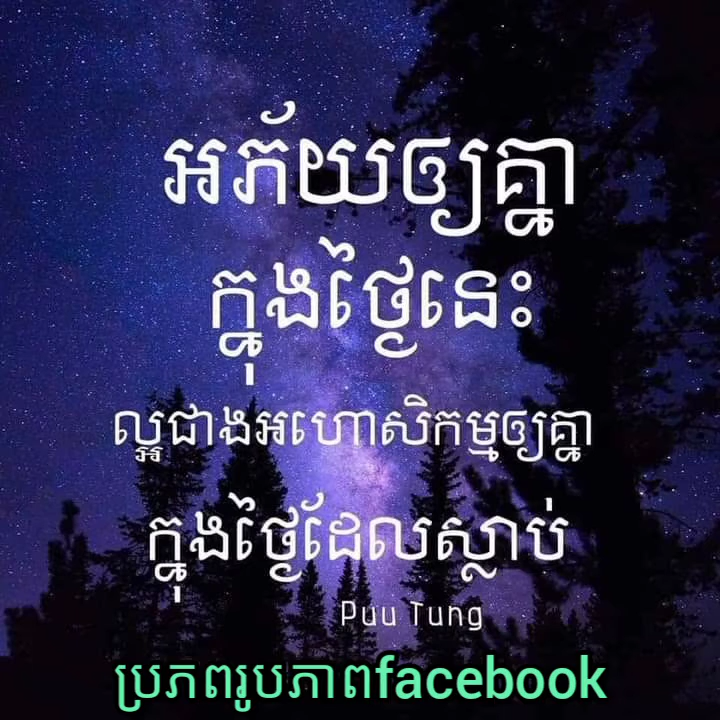 អភ័យឲ្យគ្នា
ក្នុងថ្ងៃនេះ
ល្អជាងអហោសិកម្មឲ្យគ្នា
ក្នុងថ្ងៃដែលស្លាប់
Puu Tung
ប្រភពរូបភាពfacebook